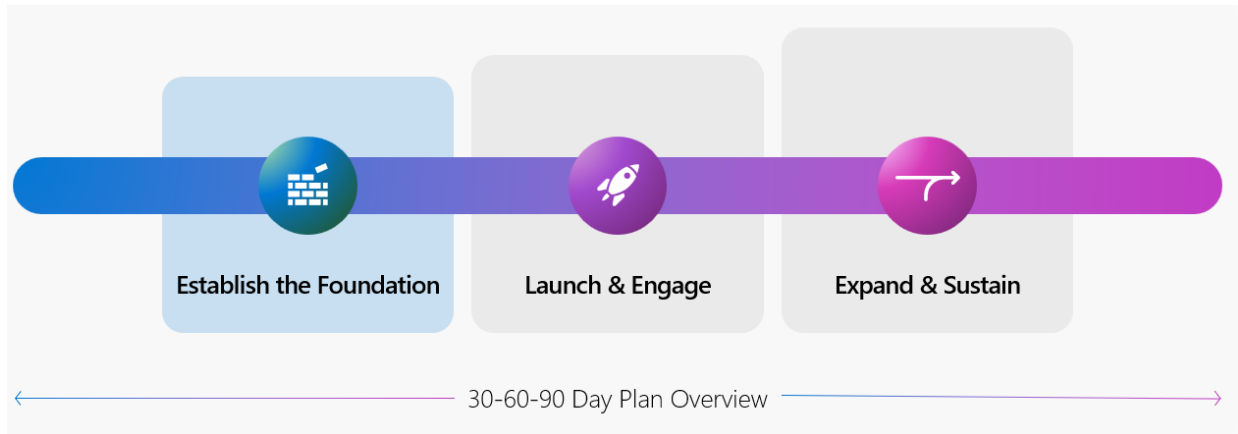 Establish the Foundation
Launch & Engage
Expand & Sustain
30-60-90 Day Plan Overview